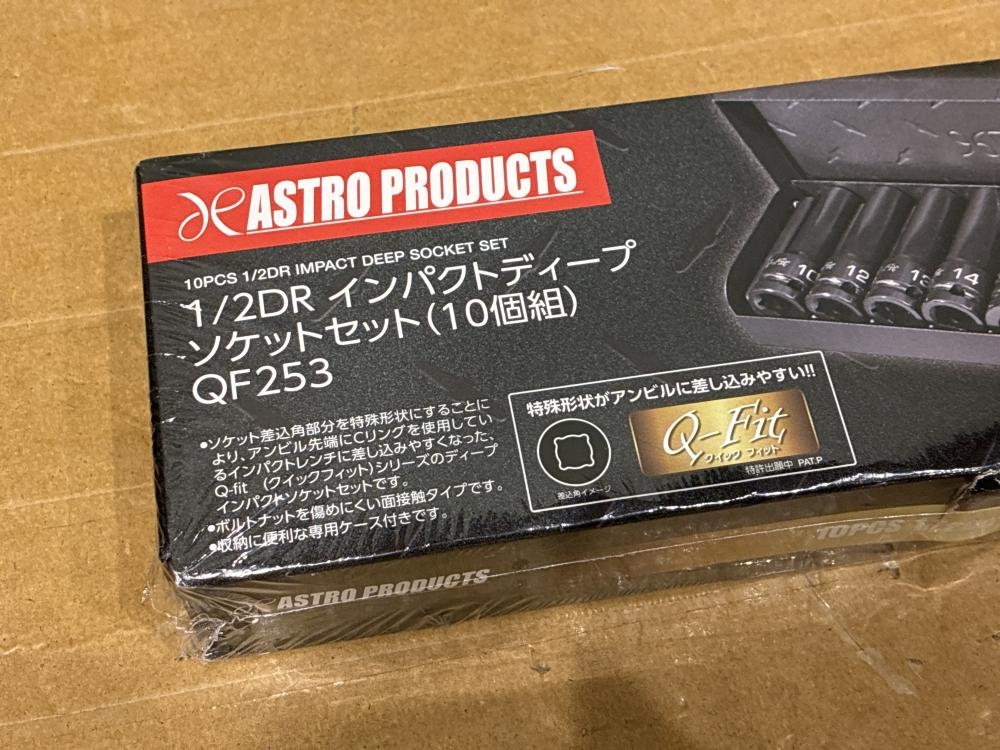 ASTRO PRODUCTS
10PCS 1/2DR IMPACT DEEP SOCKET SET
1/2DR インパクトディープ
ソケットセット(10個組)
QF253
●ソケット差込角部分を特殊形状にすることに
より、アンビル先端にCリングを使用してい
るインパクトレンチに差し込みやすくなった、
Q-fit (クイックフィット)シリーズのディープ
インパクトソケットセットです。
●ボルトナットを傷めにくい面接触タイプです。
●収納に便利な専用ケース付きです。
特殊形状がアンビルに差し込みやすい!!
Q-Fit
クイック フィット
特許出願中 PAT.P
差込角イメージ
10
12
13
14
ASTRO PRODUCTS
10PCS